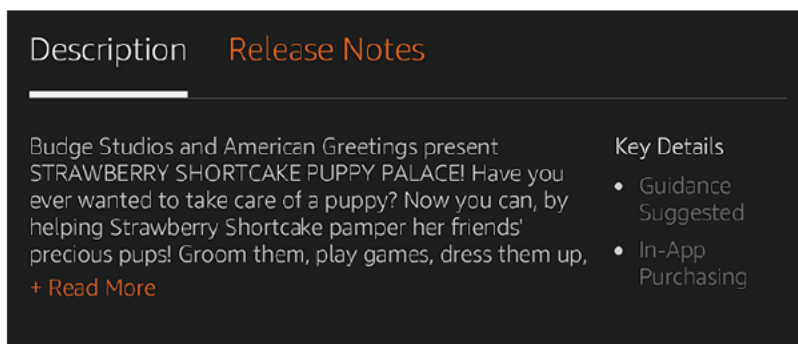 Description Release Notes
Budge Studios and American Greetings present
STRAWBERRY SHORTCAKE PUPPY PALACE! Have you
ever wanted to take care of a puppy? Now you can, by
helping Strawberry Shortcake pamper her friends'
precious pups! Groom them, play games, dress them up,
+ Read More
Key Details
• Guidance
Suggested
• In-App
Purchasing